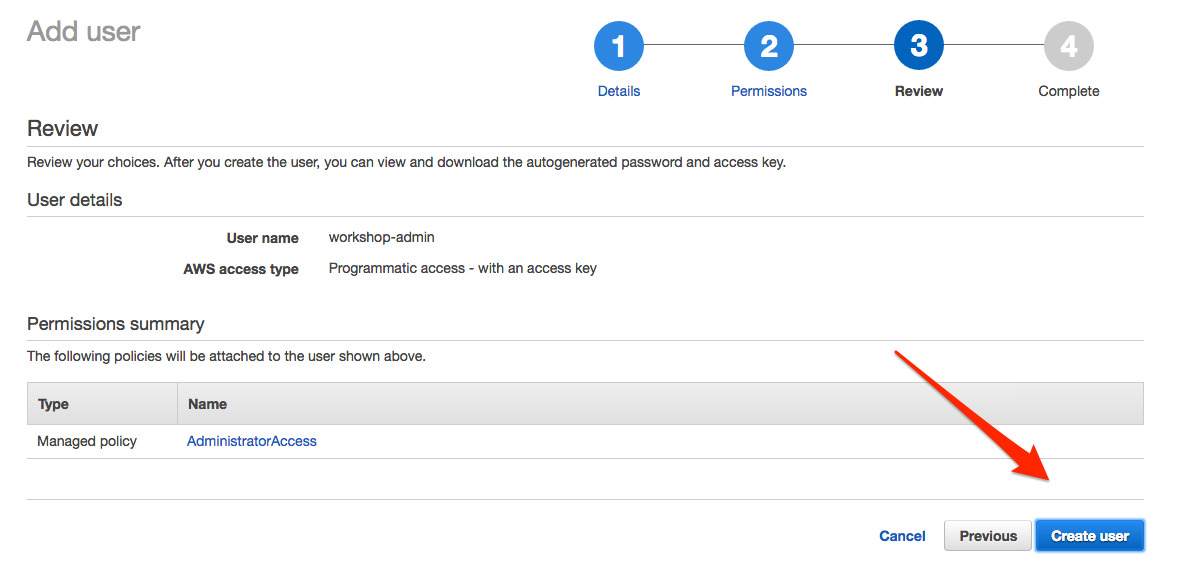 Add user
1
2
3
4
Details
Permissions
Review
Complete
Review
Review your choices. After you create the user, you can view and download the autogenerated password and access key.
User details
User name workshop-admin
AWS access type Programmatic access - with an access key
Permissions summary
The following policies will be attached to the user shown above.
Type Name
Managed policy AdministratorAccess
Cancel Previous Create user